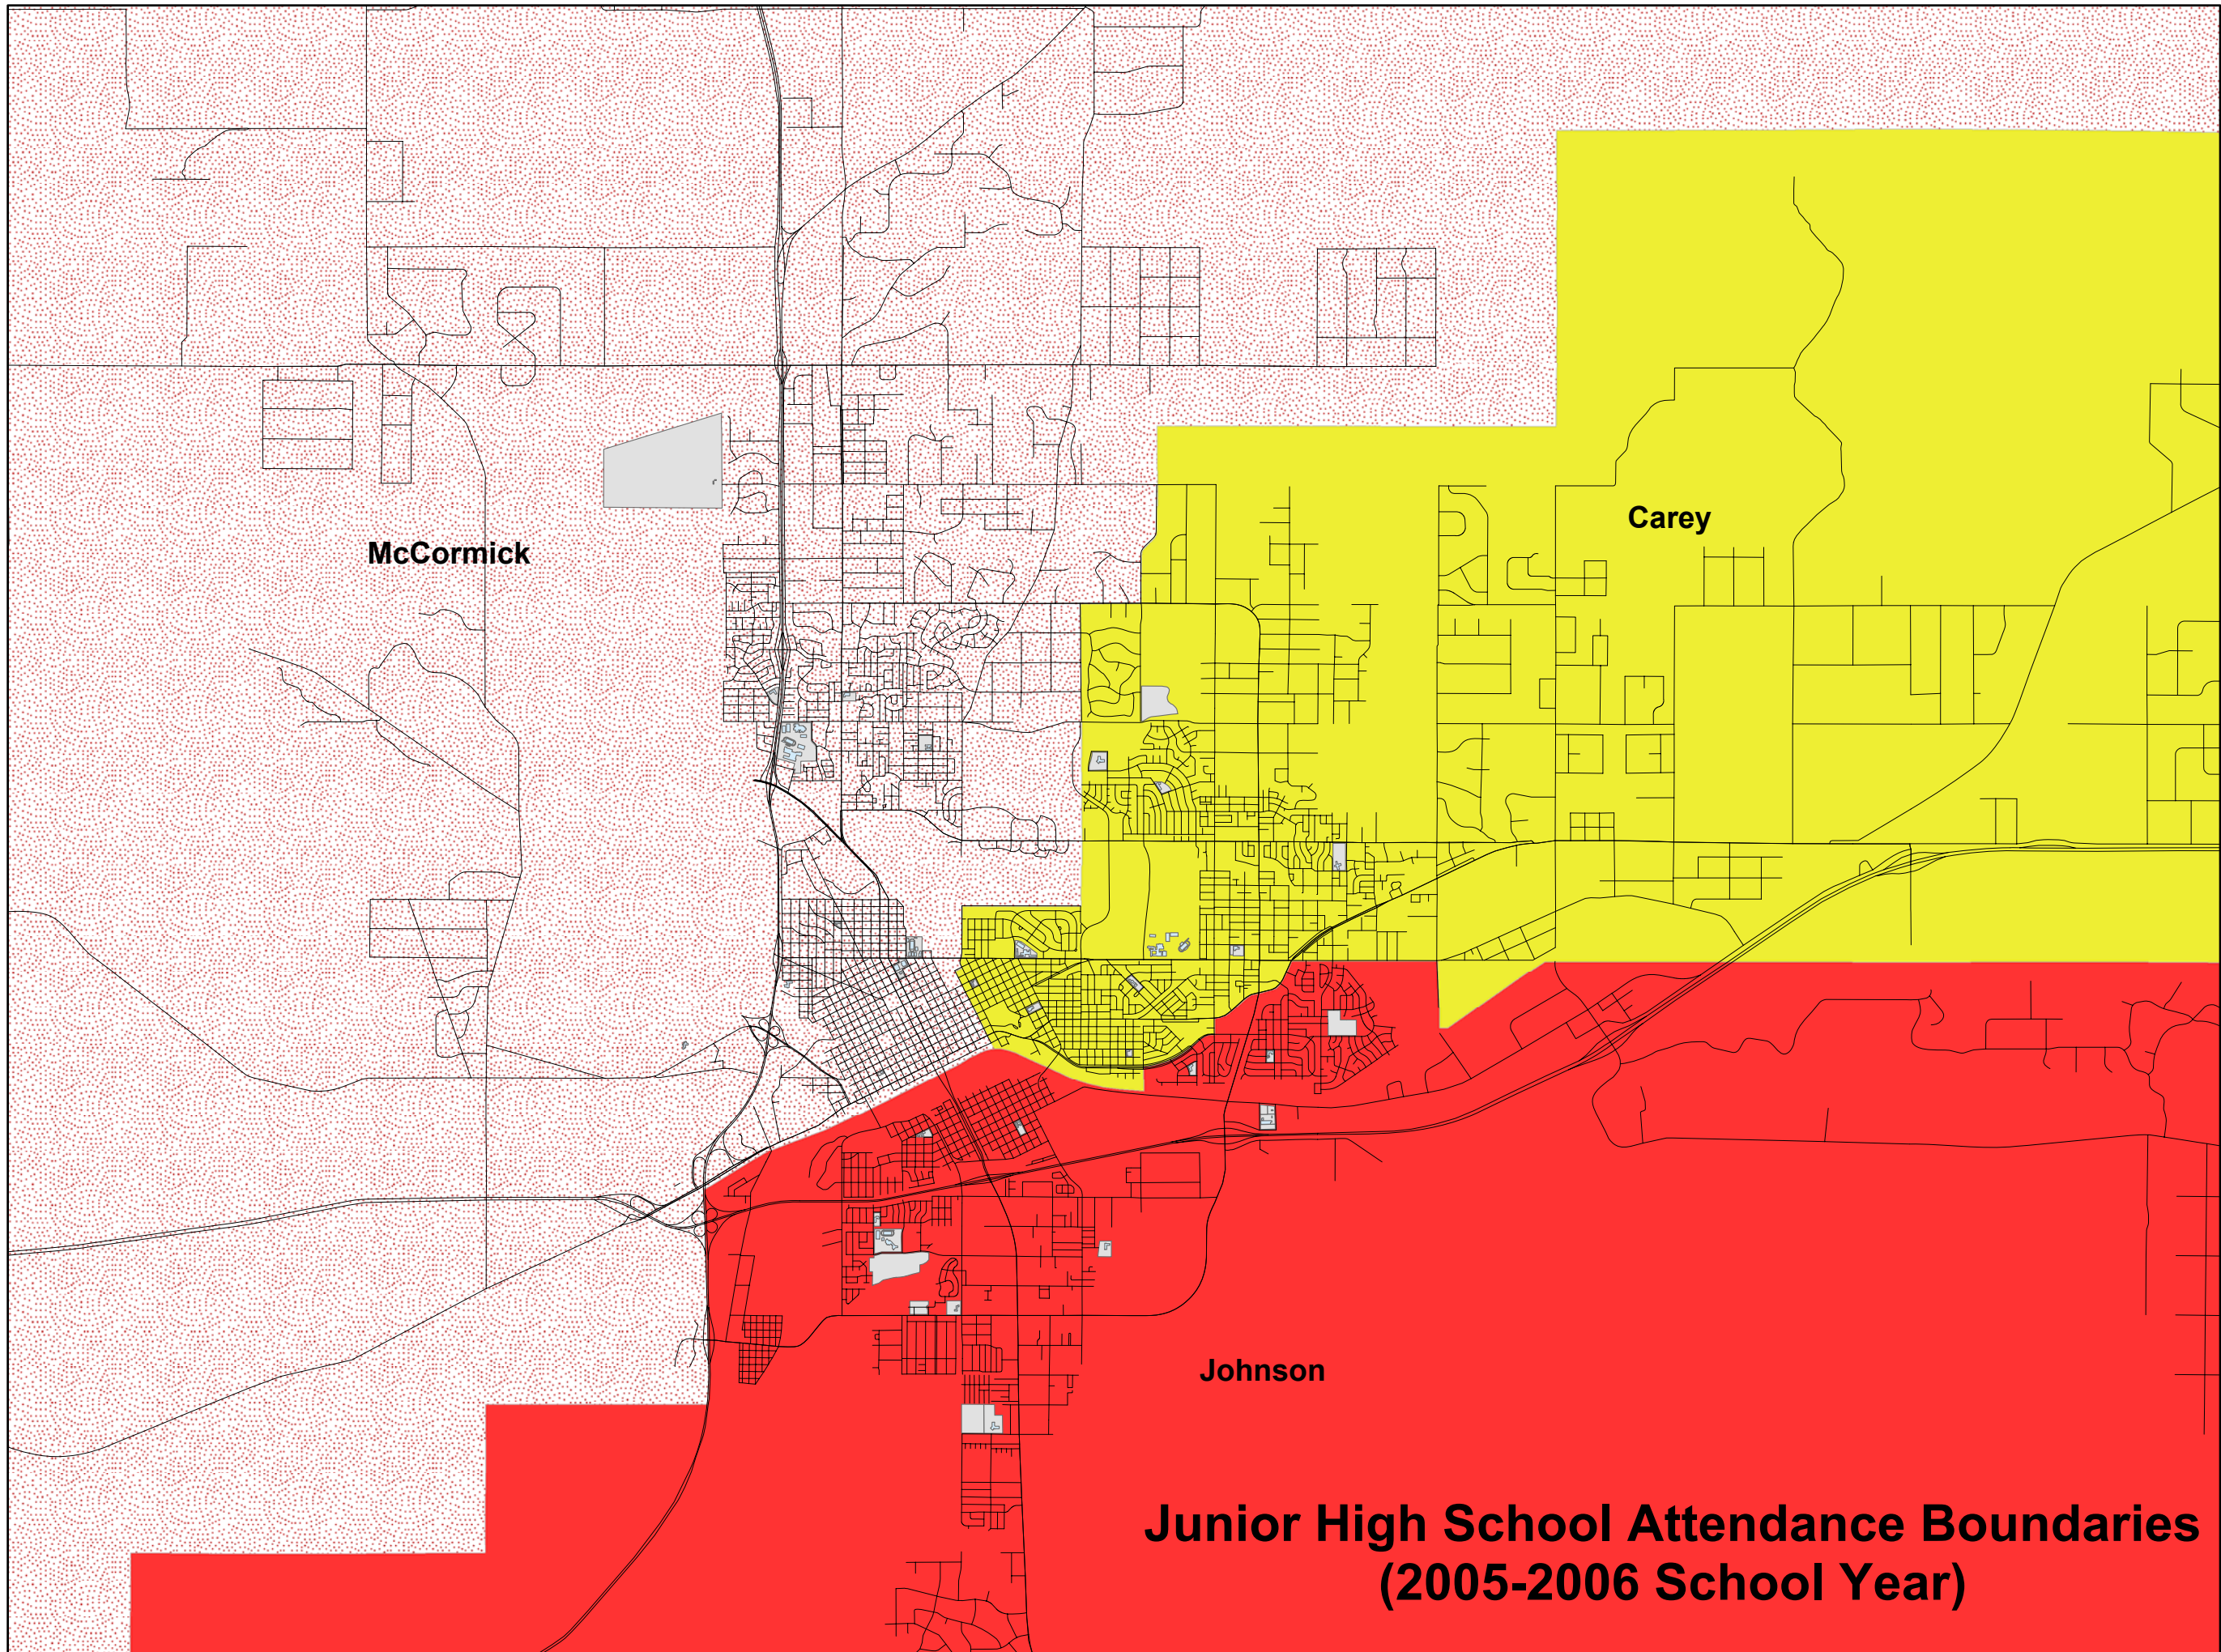 Carey
McCormick
Johnson
Junior High School Attendance Boundaries
(2005-2006 School Year)